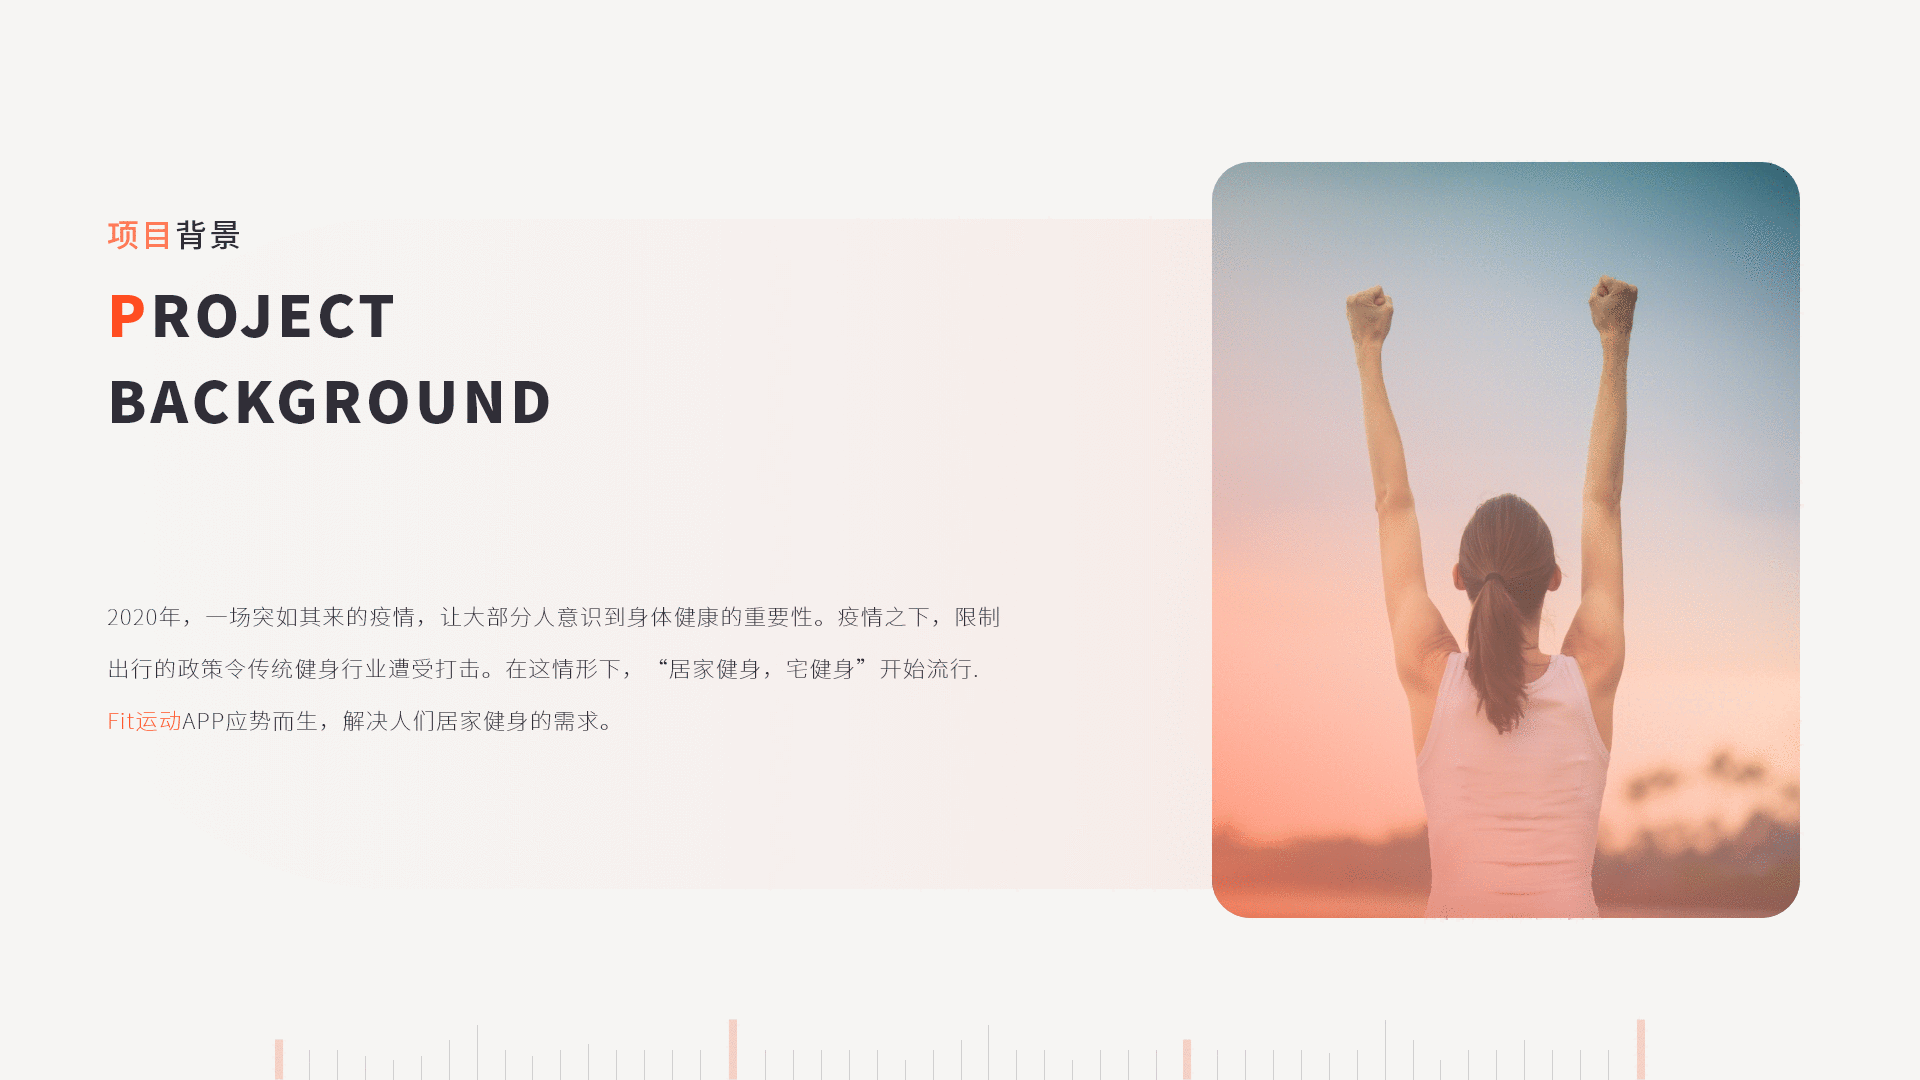 项目背景
PROJECT
BACKGROUND
2020年，一场突如其来的疫情，让大部分人意识到身体健康的重要性。疫情之下，限制
出行的政策令传统健身行业遭受打击。在这情形下，“居家健身，宅健身”开始流行.
Fit运动APP应势而生，解决人们居家健身的需求。